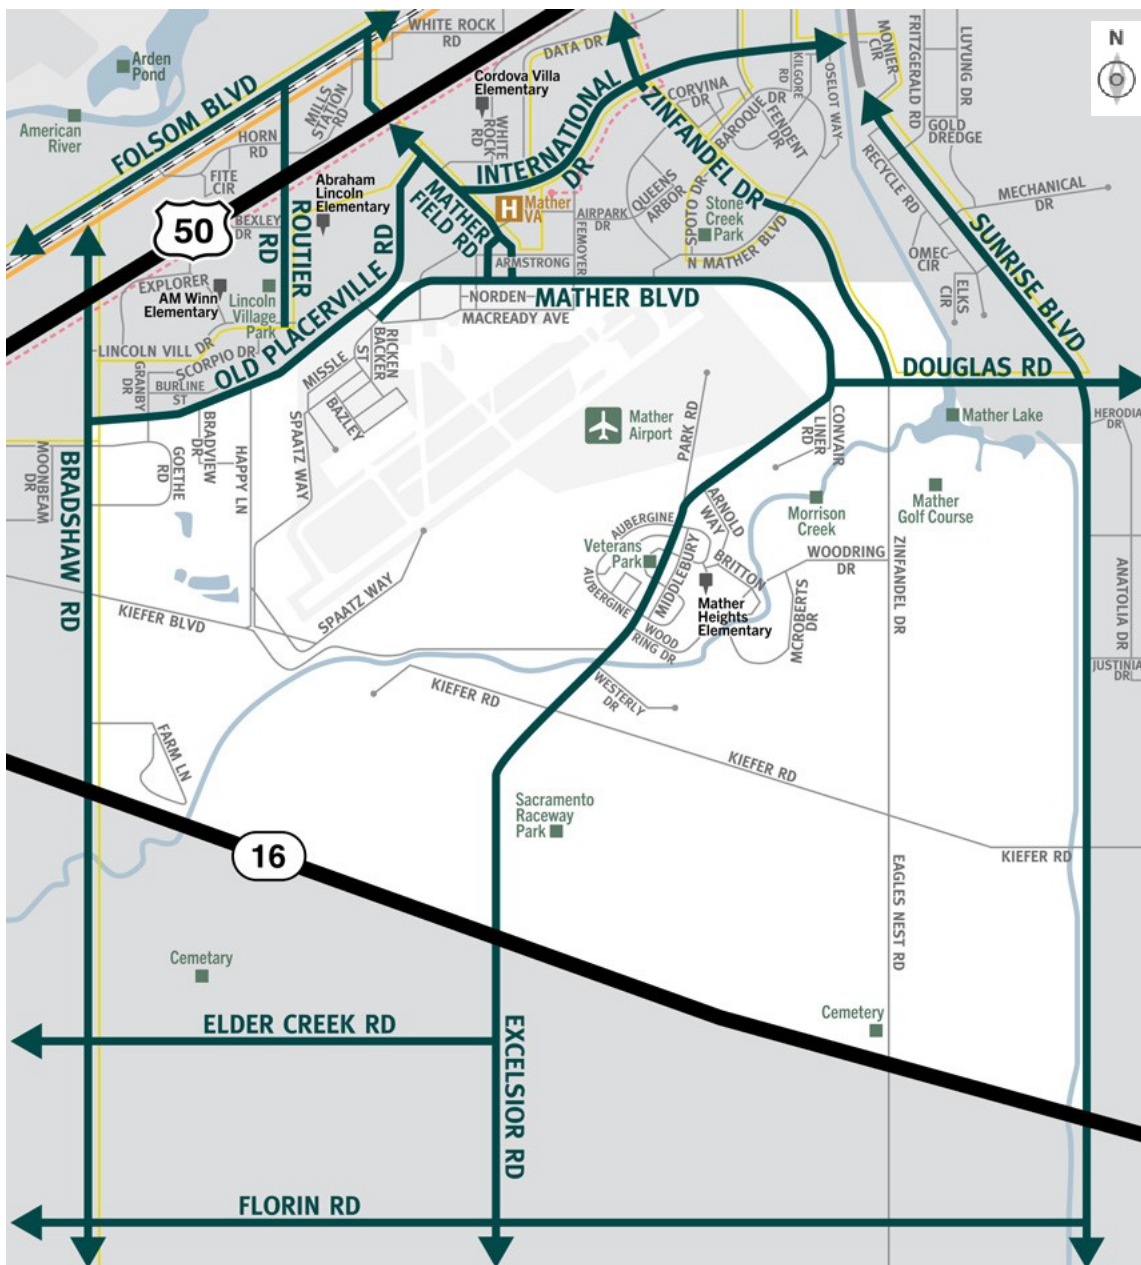 WHITE ROCK
RD
DATA DR
KILGORE
RD
OSELOT WAY
MONIER
CIR
FRITZGERALD RD
LUYUNG DR
N
Arden
Pond
American
River
FOLSOM BLVD
MILLS
STATION
RD
HORN
RD
FITE
CIR
Cordova Villa
Elementary
WHITE
ROCK
RD
INTERNATIONAL
DR
ZINFANDEL DR
CORVINA
DR
BAROQUE DR
TENDENT
DR
GOLD
DREDGE
RECYCLE RD
MECHANICAL
DR
50
BEXLEY
DR
Abraham
Lincoln
Elementary
ROUTIER
RD
MATHER
FIELD RD
H
Mather
VA
AIRPARK
DR
FEMOYER
QUEENS
ARBOR
SPOTO DR
Stone
Creek
Park
N MATHER BLVD
OMEC
CIR
ELKS
CIR
SUNRISE BLVD
EXPLORER
AM Winn
Elementary
Lincoln
Village
Park
OLD PLACERVILLE
RD
ARMSTRONG
NORDEN
MATHER BLVD
MACREADY AVE
LINCOLN VILL DR
SCORPIO DR
GRANBY
DR
BURLINE
ST
MISSLE
RICKEN
BACKER
ST
BAZLEY
DOUGLAS RD
Mather
Airport
PARK RD
CONVAIR
LINER
RD
Mather Lake
HERODIA
DR
MOONBEAM
DR
BRADSHAW RD
GOETHE
RD
BRADVIEW
DR
HAPPY LN
SPAATZ WAY
ARNOLD
WAY
Morrison
Creek
Mather
Golf Course
AUBERGINE
Veterans
Park
MIDDLEBURY
BRITTON
WOODRING
DR
ZINFANDEL DR
ANATOLIA DR
AUBERGINE
Mather
Heights
Elementary
MCROBERTS
DR
KIEFER BLVD
SPAATZ WAY
WOOD
RING DR
JUSTINIA
DR
KIEFER RD
WESTERLY
DR
FARM LN
KIEFER RD
Sacramento
Raceway
Park
16
KIEFER RD
EAGLES NEST RD
Cemetary
Cemetery
ELDER CREEK RD
EXCELSIOR RD
FLORIN RD